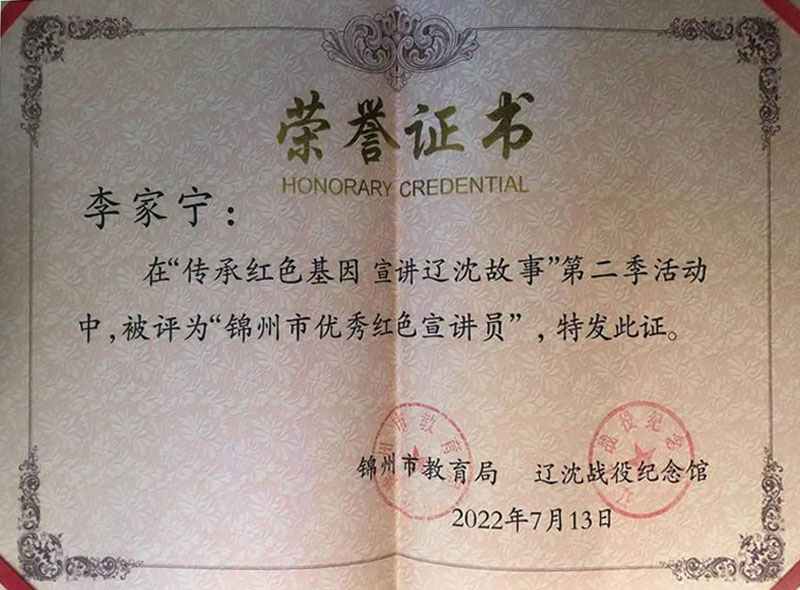 荣誉证书
HONORARY CREDENTIAL
李家宁：
在“传承红色基因 宣讲辽沈故事”第二季活动
中，被评为“锦州市优秀红色宣讲员”，特发此证。
锦州市教育局 辽沈战役纪念馆
2022年7月13日